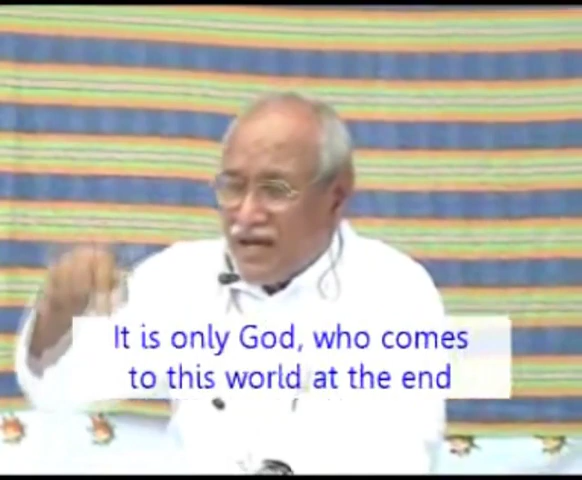 It is only God, who comes
to this world at the end